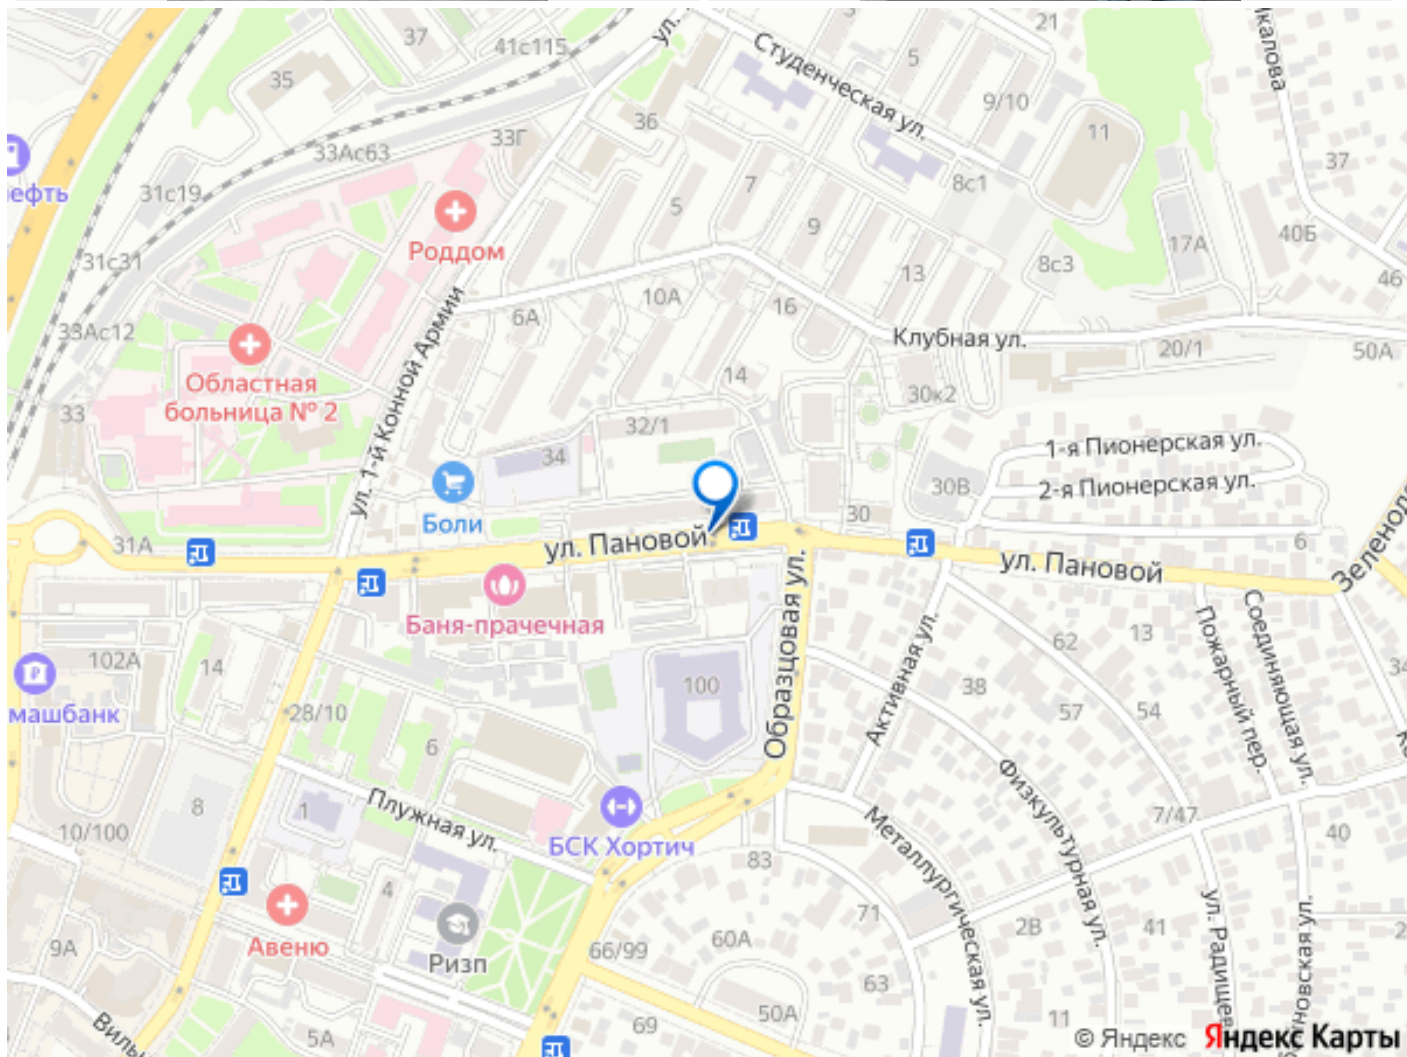 37
41с115
ул.
Студенческая ул.
5
21
9/10
11
35
33Г
36
33Ас63
31с19
ефть
Роддом
7
5
9
8с1
37
17А
40Б
31с31
13
8с3
46
10А
16
6А
33Ас12
Клубная ул.
20/1
50А
Областная
больница № 2
ул. 1-й Конной Армии
14
30к2
33
32/1
34
1-я Пионерская ул.
2-я Пионерская ул.
30В
Боли
30
31А
ул. Пановой
ул. Пановой
6
Баня-прачечная
Образцовая ул.
Активная ул.
62
13
Пожарный пер.
Соединяющая ул.
102А
14
100
38
57
54
34
машбанк
28/10
6
Физкультурная ул.
8
1
Плужная ул.
7/47
10/100
БСК Хортич
Металлургическая ул.
40
83
4
71
2В
41
ул. Радищев
9А
Авеню
Ризп
66/99
60А
63
50А
5А
69
11
© Яндекс Яндекс Карты